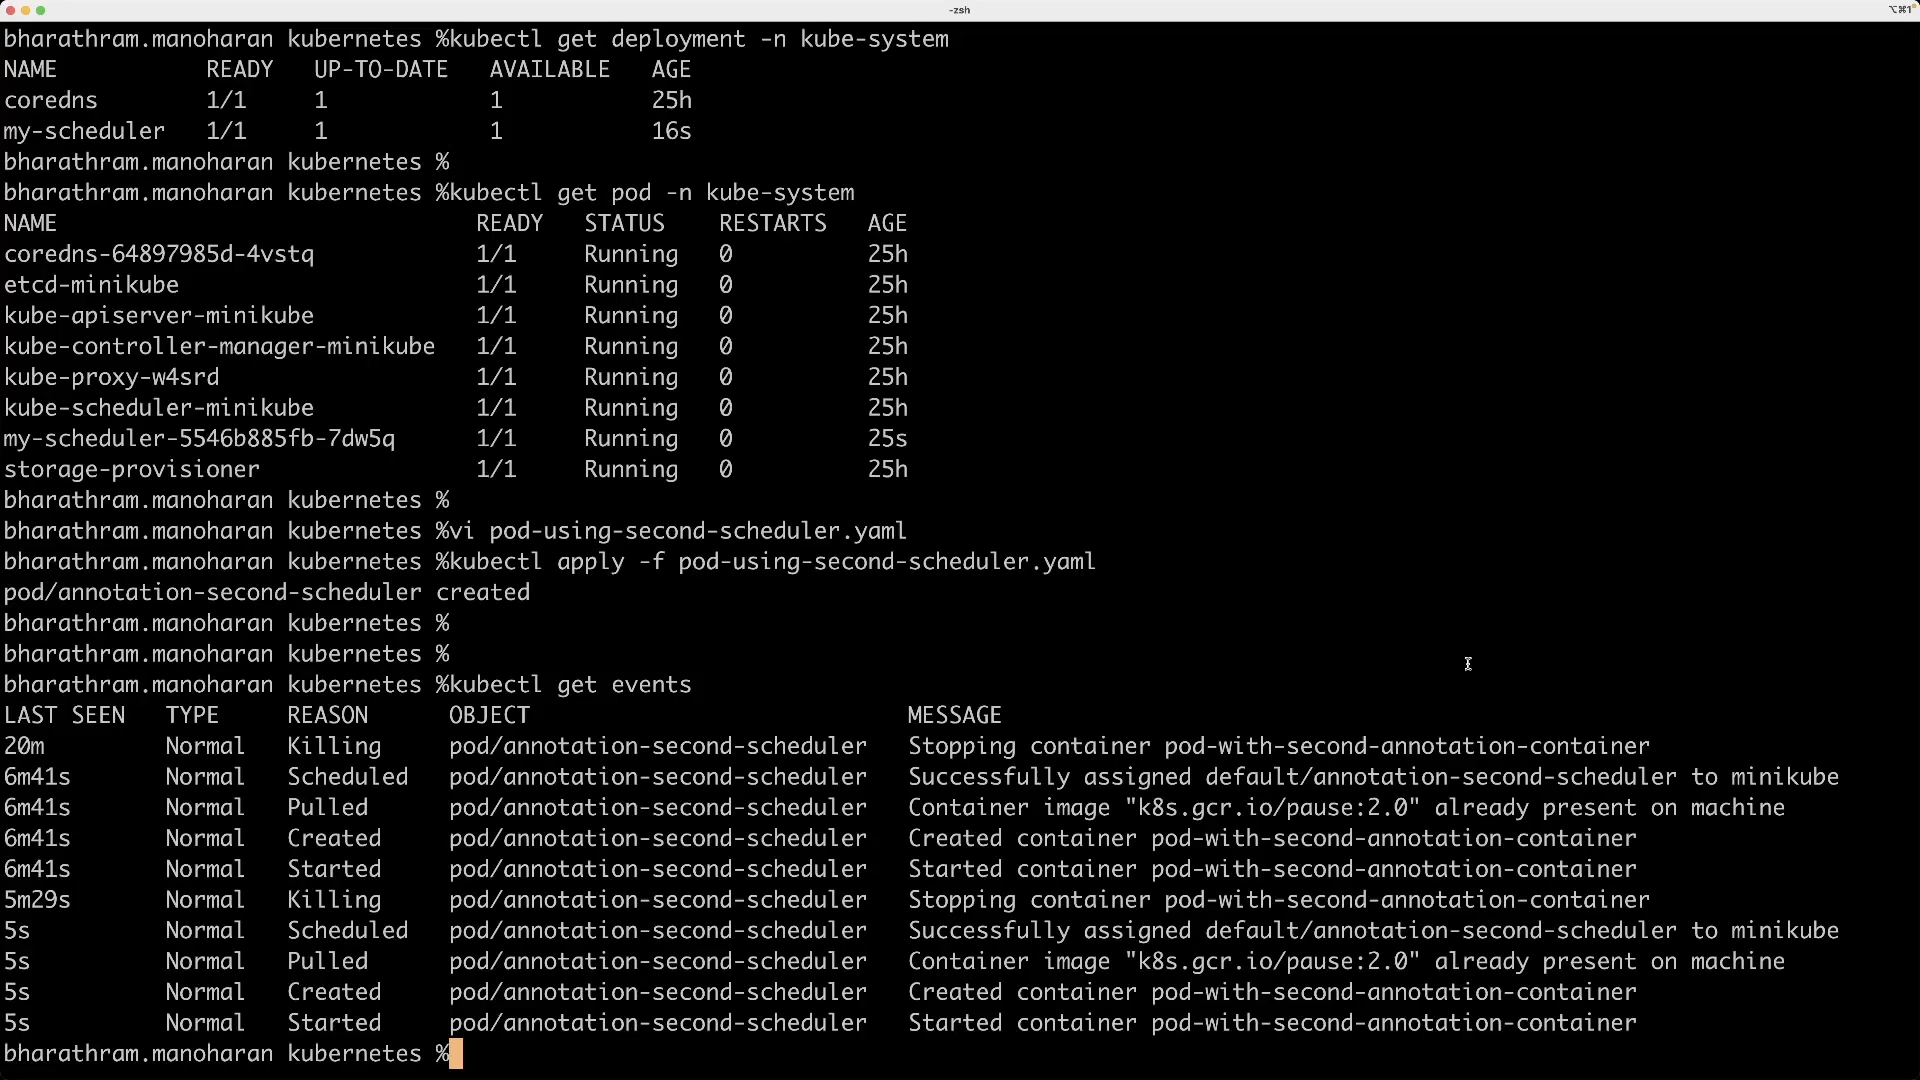 -zsh
⌥⌘1
bharathram.manoharan kubernetes %kubectl get deployment -n kube-system
NAME READY UP-TO-DATE AVAILABLE AGE
coredns 1/1 1 1 25h
my-scheduler 1/1 1 1 16s
bharathram.manoharan kubernetes %
bharathram.manoharan kubernetes %kubectl get pod -n kube-system
NAME READY STATUS RESTARTS AGE
coredns-64897985d-4vstq 1/1 Running 0 25h
etcd-minikube 1/1 Running 0 25h
kube-apiserver-minikube 1/1 Running 0 25h
kube-controller-manager-minikube 1/1 Running 0 25h
kube-proxy-w4srd 1/1 Running 0 25h
kube-scheduler-minikube 1/1 Running 0 25h
my-scheduler-5546b885fb-7dw5q 1/1 Running 0 25s
storage-provisioner 1/1 Running 0 25h
bharathram.manoharan kubernetes %
bharathram.manoharan kubernetes %vi pod-using-second-scheduler.yaml
bharathram.manoharan kubernetes %kubectl apply -f pod-using-second-scheduler.yaml
pod/annotation-second-scheduler created
bharathram.manoharan kubernetes %
bharathram.manoharan kubernetes %
bharathram.manoharan kubernetes %kubectl get events
LAST SEEN TYPE REASON OBJECT MESSAGE
20m Normal Killing pod/annotation-second-scheduler Stopping container pod-with-second-annotation-container
6m41s Normal Scheduled pod/annotation-second-scheduler Successfully assigned default/annotation-second-scheduler to minikube
6m41s Normal Pulled pod/annotation-second-scheduler Container image "k8s.gcr.io/pause:2.0" already present on machine
6m41s Normal Created pod/annotation-second-scheduler Created container pod-with-second-annotation-container
6m41s Normal Started pod/annotation-second-scheduler Started container pod-with-second-annotation-container
5m29s Normal Killing pod/annotation-second-scheduler Stopping container pod-with-second-annotation-container
5s Normal Scheduled pod/annotation-second-scheduler Successfully assigned default/annotation-second-scheduler to minikube
5s Normal Pulled pod/annotation-second-scheduler Container image "k8s.gcr.io/pause:2.0" already present on machine
5s Normal Created pod/annotation-second-scheduler Created container pod-with-second-annotation-container
5s Normal Started pod/annotation-second-scheduler Started container pod-with-second-annotation-container
bharathram.manoharan kubernetes %